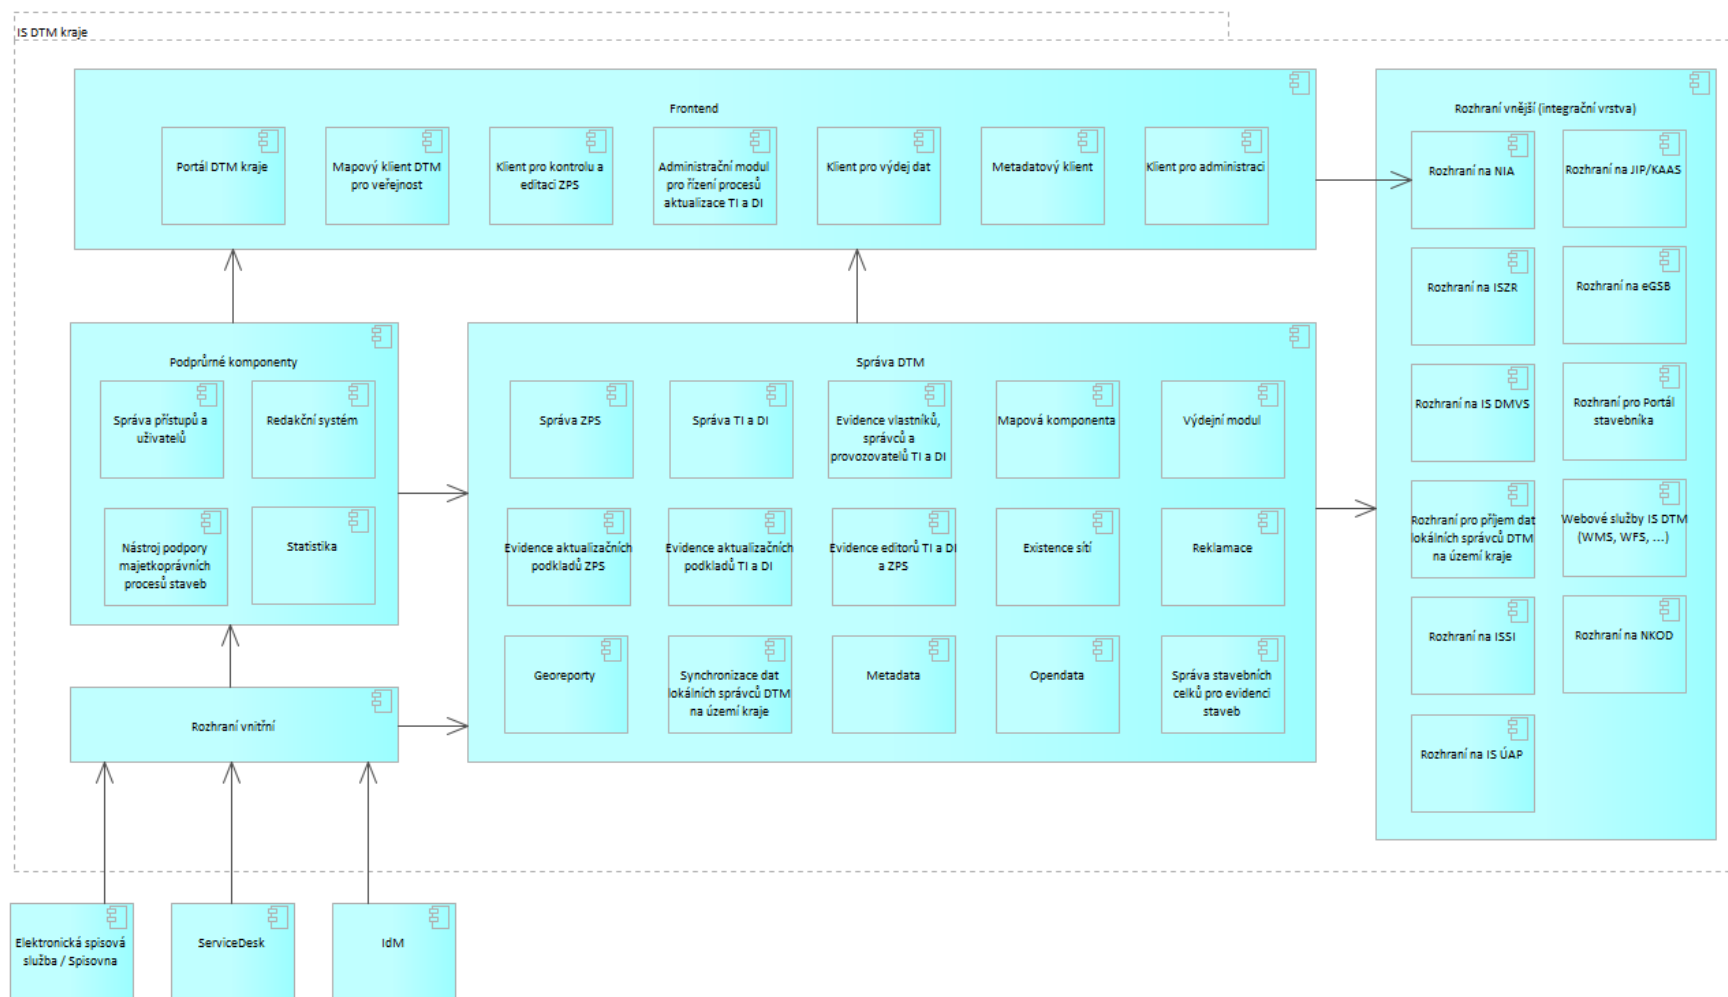 IS DTM kraje
Frontend
Portál DTM kraje
Mapový klient DTM
pro veřejnost
Klient pro kontrolu a
editaci ZPS
Administrační modul
pro řízení procesů
aktualizace TI a DI
Klient pro výdej dat
Metadatový klient
Klient pro administraci
Rozhraní vnější (integrační vrstva)
Rozhraní na NIA
Rozhraní na JIP/KAAS
Rozhraní na ISZR
Rozhraní na eGSB
Rozhraní na IS DMVS
Rozhraní pro Portál
stavebníka
Rozhraní pro příjem dat
lokálních správců DTM
na území kraje
Webové služby IS DTM
(WMS, WFS, ...)
Rozhraní na ISSI
Rozhraní na NKOD
Rozhraní na IS ÚAP
Podprůrné komponenty
Správa přístupů a
uživatelů
Redakční systém
Nástroj podpory
majetkoprávních
procesů staveb
Statistika
Správa DTM
Správa ZPS
Správa TI a DI
Evidence vlastníků,
správců a
provozovatelů TI a DI
Mapová komponenta
Výdejní modul
Evidence aktualizačních
podkladů ZPS
Evidence aktualizačních
podkladů TI a DI
Evidence editorů TI a DI
a ZPS
Existence sítí
Reklamace
Georeporty
Synchronizace dat
lokálních správců DTM
na území kraje
Metadata
Opendata
Správa stavebních
celků pro evidenci
staveb
Rozhraní vnitřní
Elektronická spisová
služba / Spisovna
ServiceDesk
IdM